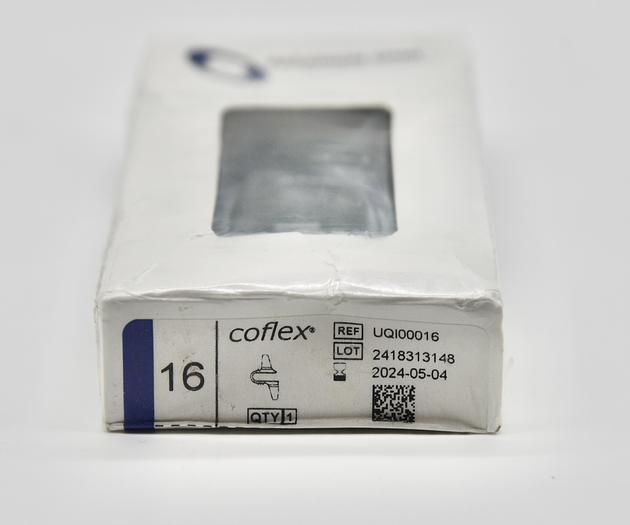 16
coflex®
QTY 1
REF UQI00016
LOT 2418313148
2024-05-04